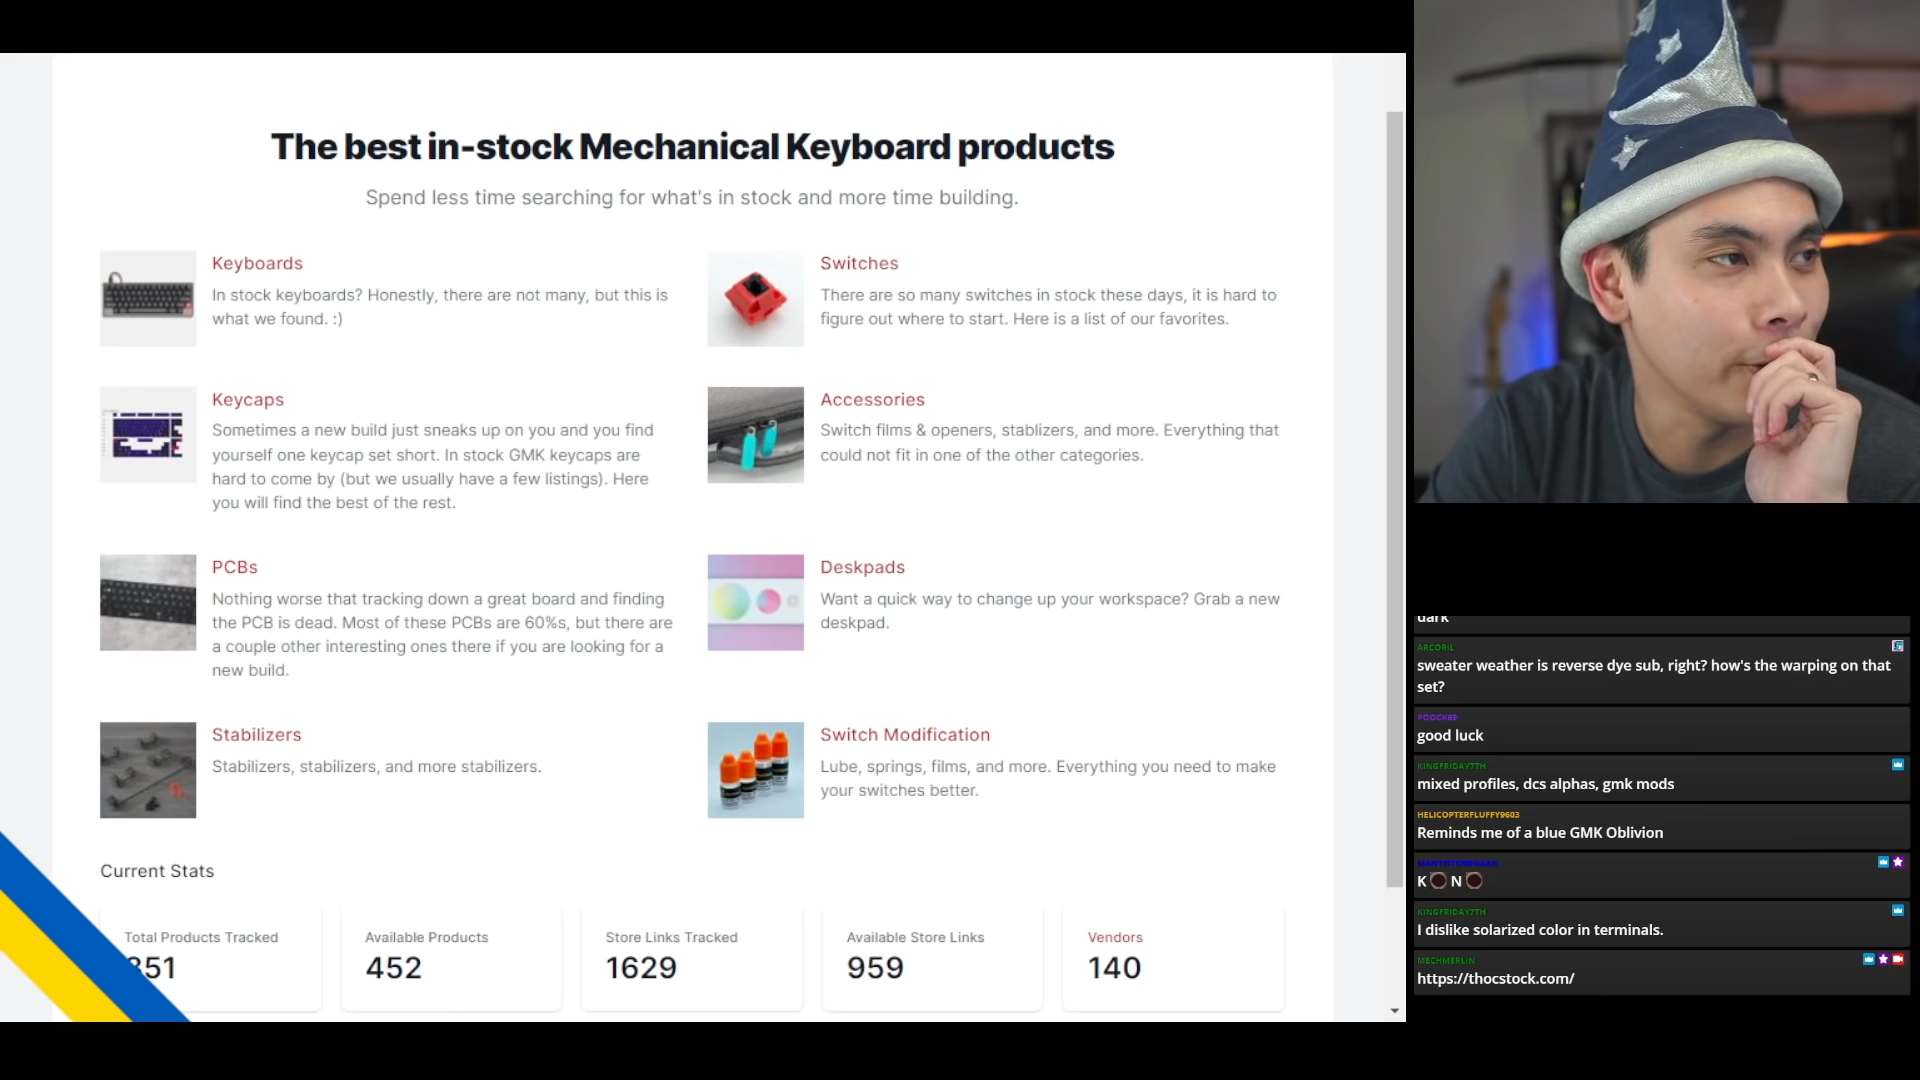 The best in-stock Mechanical Keyboard products
Spend less time searching for what's in stock and more time building.
Keyboards
In stock keyboards? Honestly, there are not many, but this is
what we found. :)
Switches
There are so many switches in stock these days, it is hard to
figure out where to start. Here is a list of our favorites.
Keycaps
Sometimes a new build just sneaks up on you and you find
yourself one keycap set short. In stock GMK keycaps are
hard to come by (but we usually have a few listings). Here
you will find the best of the rest.
Accessories
Switch films & openers, stablizers, and more. Everything that
could not fit in one of the other categories.
PCBs
Nothing worse that tracking down a great board and finding
the PCB is dead. Most of these PCBs are 60%s, but there are
a couple other interesting ones there if you are looking for a
new build.
Deskpads
Want a quick way to change up your workspace? Grab a new
deskpad.
Stabilizers
Stabilizers, stabilizers, and more stabilizers.
Switch Modification
Lube, springs, films, and more. Everything you need to make
your switches better.
Current Stats
Total Products Tracked
Available Products
452
Store Links Tracked
1629
Available Store Links
959
Vendors
140
dark
ARCORIL
sweater weather is reverse dye sub, right? how's the warping on that
set?
good luck
KINGFRIDAY7TH
mixed profiles, dcs alphas, gmk mods
HELICOPTERFLUFFY9603
Reminds me of a blue GMK Oblivion
K N
KINGFRIDAY7TH
I dislike solarized color in terminals.
MECHMERLIN
https://thocstock.com/